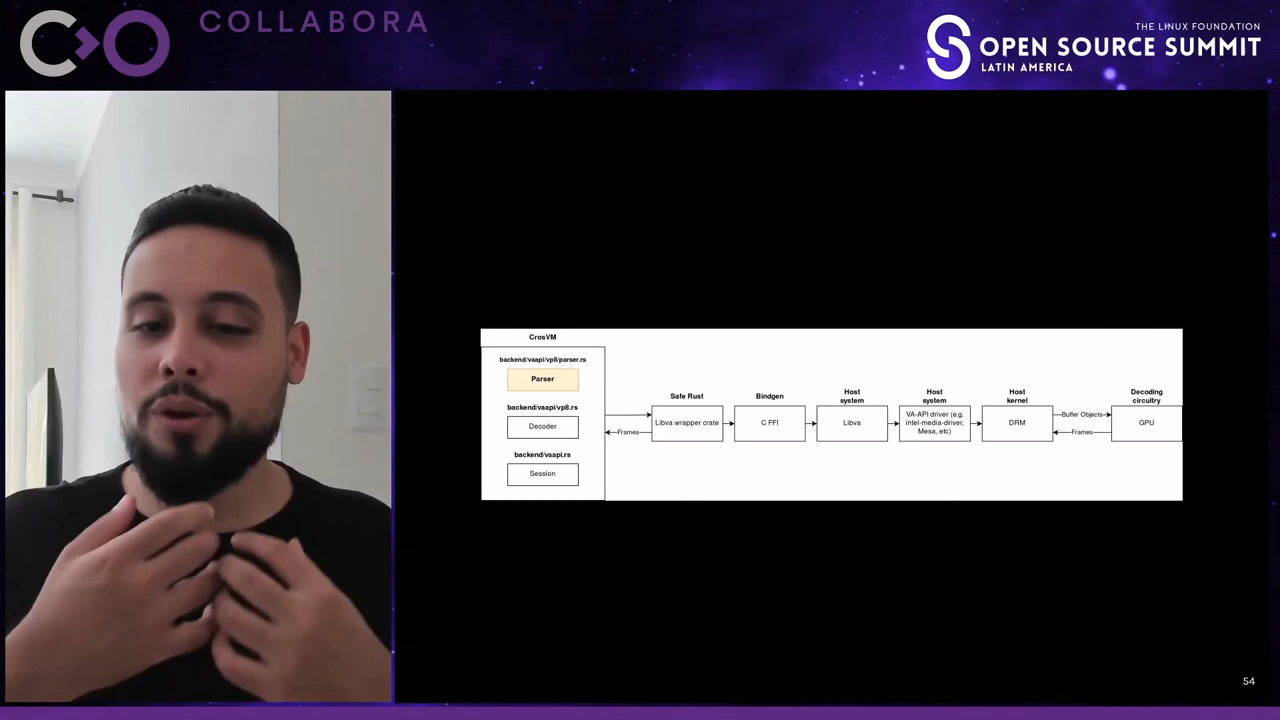 COLLABORA
THE LINUX FOUNDATION
OPEN SOURCE SUMMIT
LATIN AMERICA
CrosVM
backend/vaapi/vp8/parser.rs
Parser
backend/vaapi/vp8.rs
Decoder
backend/vaapi.rs
Session
Frames
Safe Rust
Libva wrapper crate
Bindgen
C FFI
Host
system
Libva
Host
system
VA-API driver (e.g.
intel-media-driver,
Mesa, etc)
Host
kernel
DRM
Buffer Objects
Frames
Decoding
circuitry
GPU
54